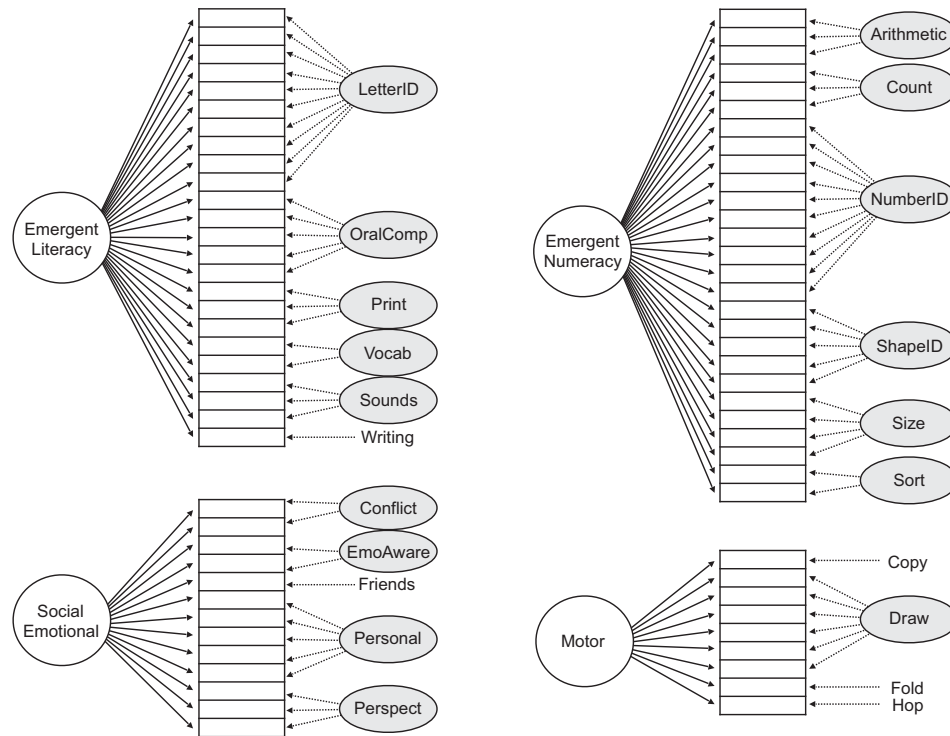 LetterID
Emergent
Literacy
OralComp
Print
Vocab
Sounds
Writing
Arithmetic
Count
NumberID
Emergent
Numeracy
ShapeID
Size
Sort
Conflict
EmoAware
Friends
Social
Emotional
Personal
Perspect
Copy
Motor
Draw
Fold
Hop